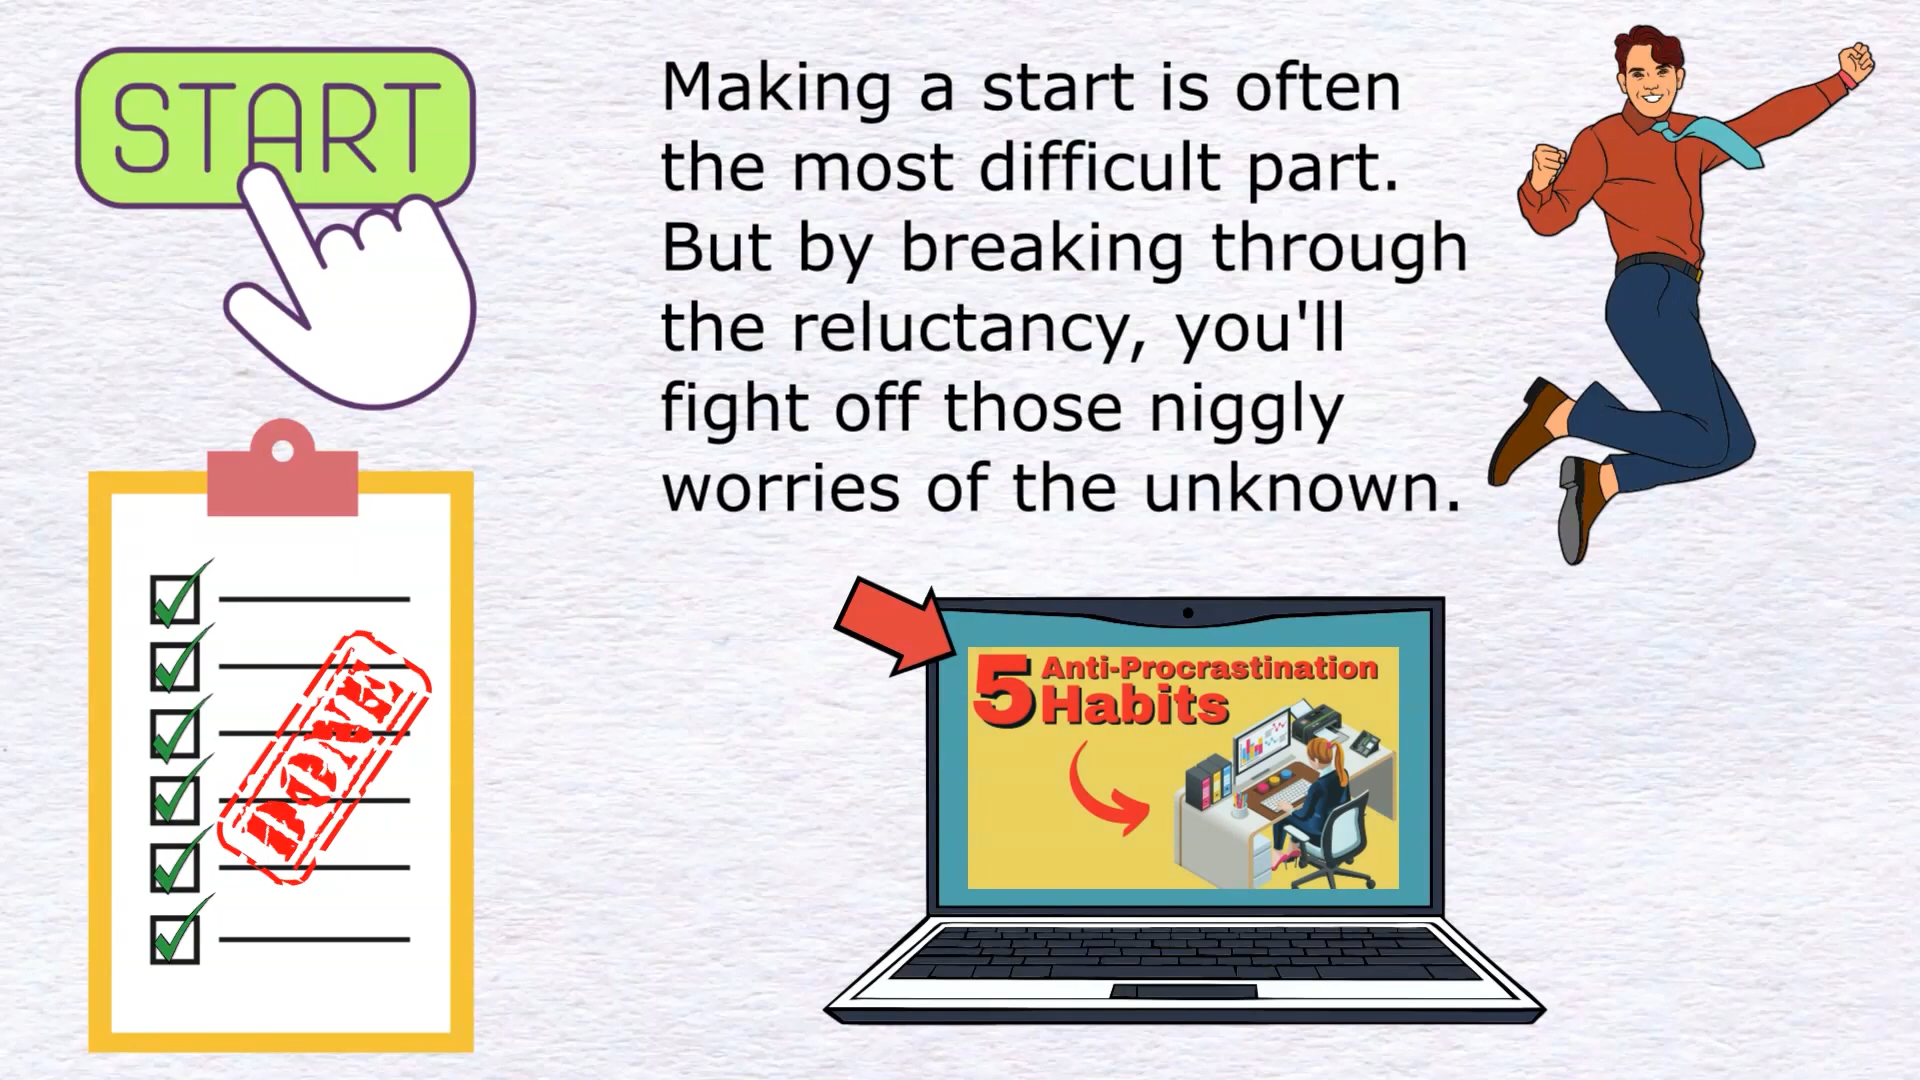 START
Making a start is often
the most difficult part.
But by breaking through
the reluctancy, you'll
fight off those niggly
worries of the unknown.
DONE
5 Anti-Procrastination
Habits